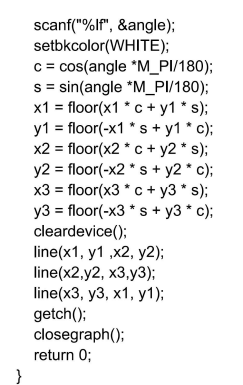 scanf("%lf", &angle);
setbkcolor(WHITE);
c = cos(angle *M_PI/180);
s = sin(angle *M_PI/180);
x1 = floor(x1 * c + y1 * s);
y1 = floor(-x1 * s + y1 * c);
x2 = floor(x2 * c + y2 * s);
y2 = floor(-x2 * s + y2 * c);
x3 = floor(x3 * c + y3 * s);
y3 = floor(-x3 * s + y3 * c);
cleardevice();
line(x1, y1 ,x2, y2);
line(x2,y2, x3,y3);
line(x3, y3, x1, y1);
getch();
closegraph();
return 0;
}